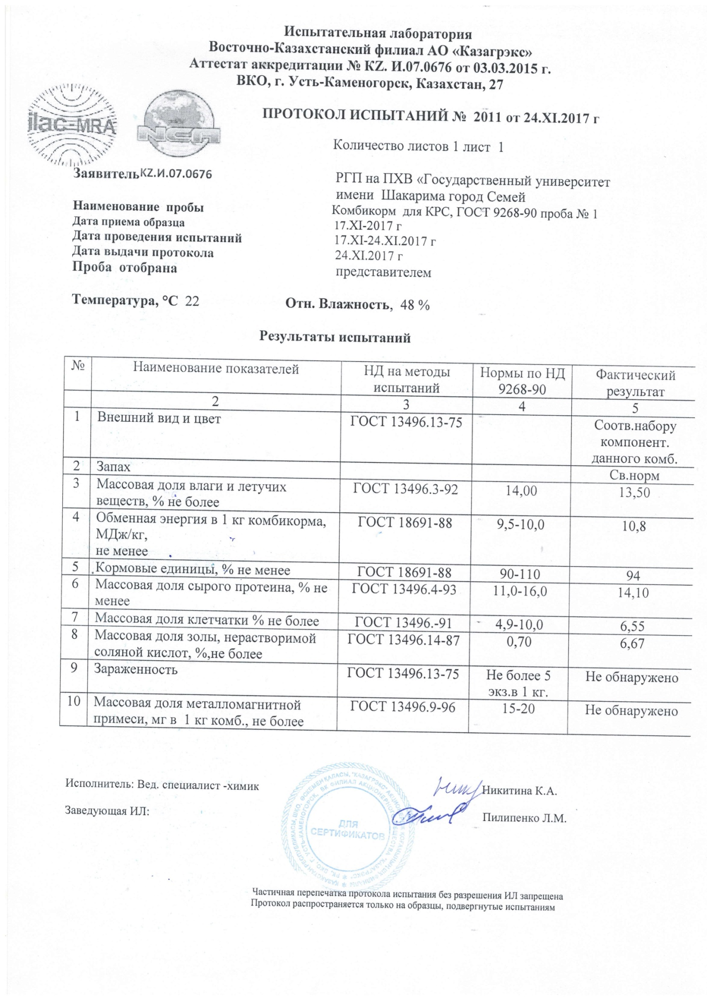 Испытательная лаборатория
Восточно-Казахстанский филиал АО «Казагрэкс»
Аттестат аккредитации № KZ. И.07.0676 от 03.03.2015 г.
ВКО, г. Усть-Каменогорск, Казахстан, 27
ilac-MRA
NCA
ПРОТОКОЛ ИСПЫТАНИЙ № 2011 от 24.XI.2017 г
Количество листов 1 лист 1
Заявитель KZ.И.07.0676
РГП на ПХВ «Государственный университет
имени Шакарима город Семей
Наименование пробы Комбикорм для КРС, ГОСТ 9268-90 проба № 1
Дата приема образца 17.XI-2017 г
Дата проведения испытаний 17.XI-24.XI.2017 г
Дата выдачи протокола 24.XI.2017 г
Проба отобрана представителем
Температура, °С 22 Отн. Влажность, 48 %
Результаты испытаний
№ Наименование показателей НД на методы Нормы по НД Фактический
испытаний 9268-90 результат
2 3 4 5
1 Внешний вид и цвет ГОСТ 13496.13-75 Соотв.набору
компонент.
данного комб.
2 Запах Св.норм
3 Массовая доля влаги и летучих ГОСТ 13496.3-92 14,00 13,50
веществ, % не более
4 Обменная энергия в 1 кг комбикорма, ГОСТ 18691-88 9,5-10,0 10,8
МДж/кг,
не менее
5 Кормовые единицы, % не менее ГОСТ 18691-88 90-110 94
6 Массовая доля сырого протеина, % не ГОСТ 13496.4-93 11,0-16,0 14,10
менее
7 Массовая доля клетчатки % не более ГОСТ 13496.-91 4,9-10,0 6,55
8 Массовая доля золы, нерастворимой ГОСТ 13496.14-87 0,70 6,67
соляной кислот, %,не более
9 Зараженность ГОСТ 13496.13-75 Не более 5 Не обнаружено
экз.в 1 кг.
10 Массовая доля металломагнитной ГОСТ 13496.9-96 15-20 Не обнаружено
примеси, мг в 1 кг комб., не более
Исполнитель: Вед. специалист -химик Никитина К.А.
Заведующая ИЛ: Пилипенко Л.М.
ДЛЯ
СЕРТИФИКАТОВ
Частичная перепечатка протокола испытания без разрешения ИЛ запрещена
Протокол распространяется только на образцы, подвергнутые испытаниям